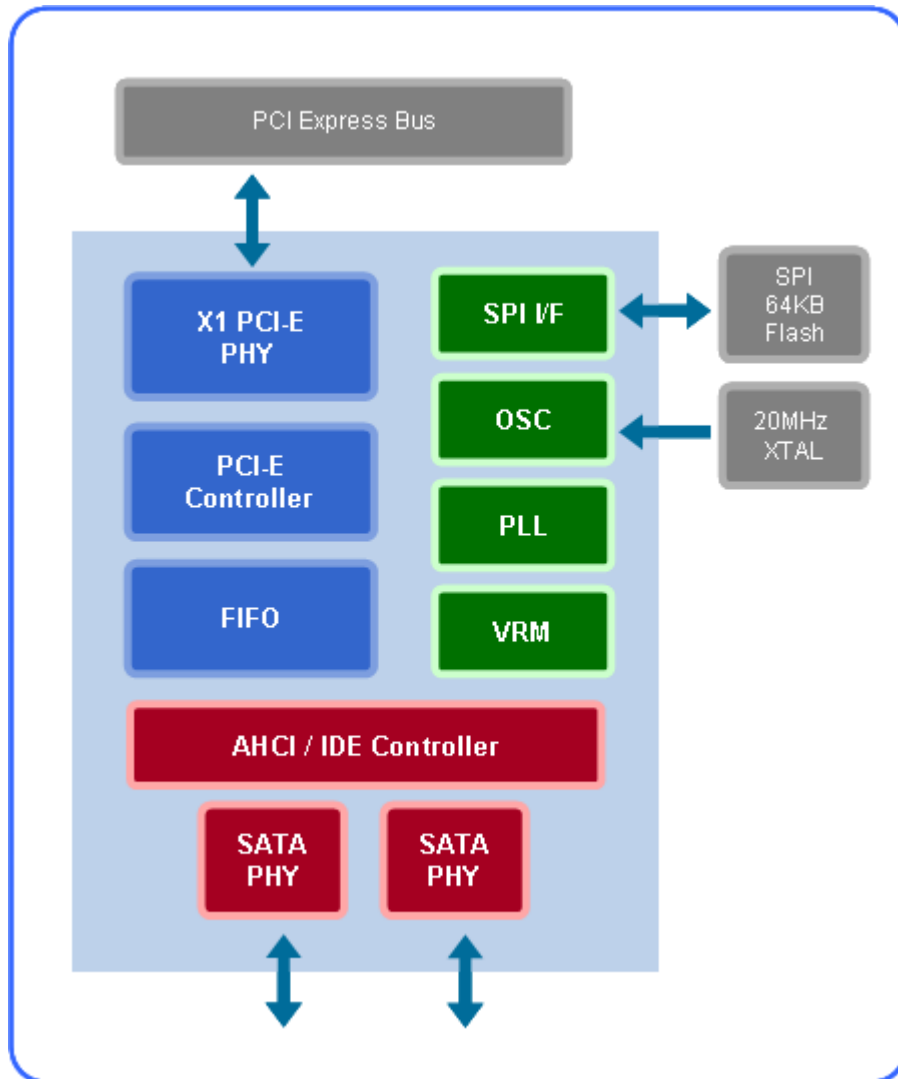 PCI Express Bus
X1 PCI-E
PHY
SPI I/F
SPI
64KB
Flash
OSC
20MHz
XTAL
PCI-E
Controller
PLL
FIFO
VRM
AHCI / IDE Controller
SATA
PHY
SATA
PHY